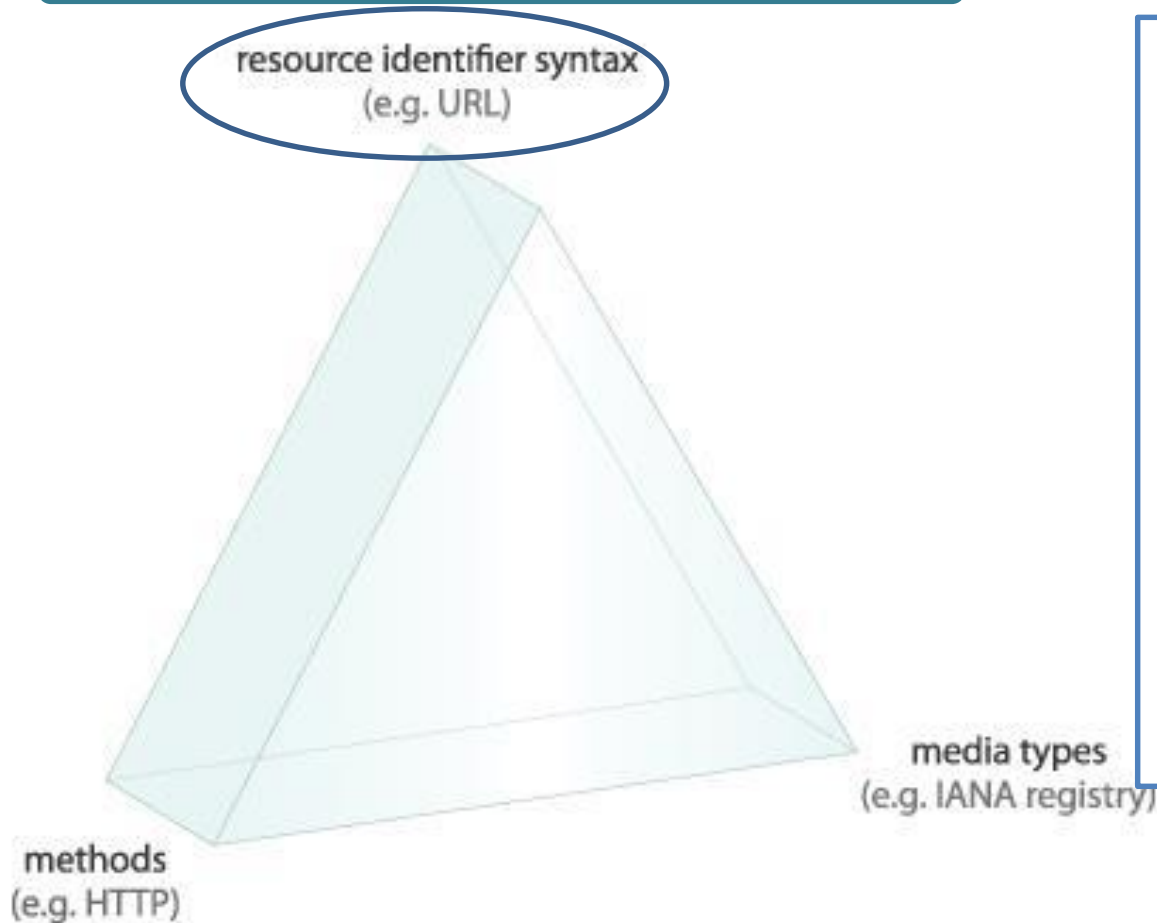 resource identifier syntax
(e.g. URL)
media types
(e.g. IANA registry)
methods
(e.g. HTTP)